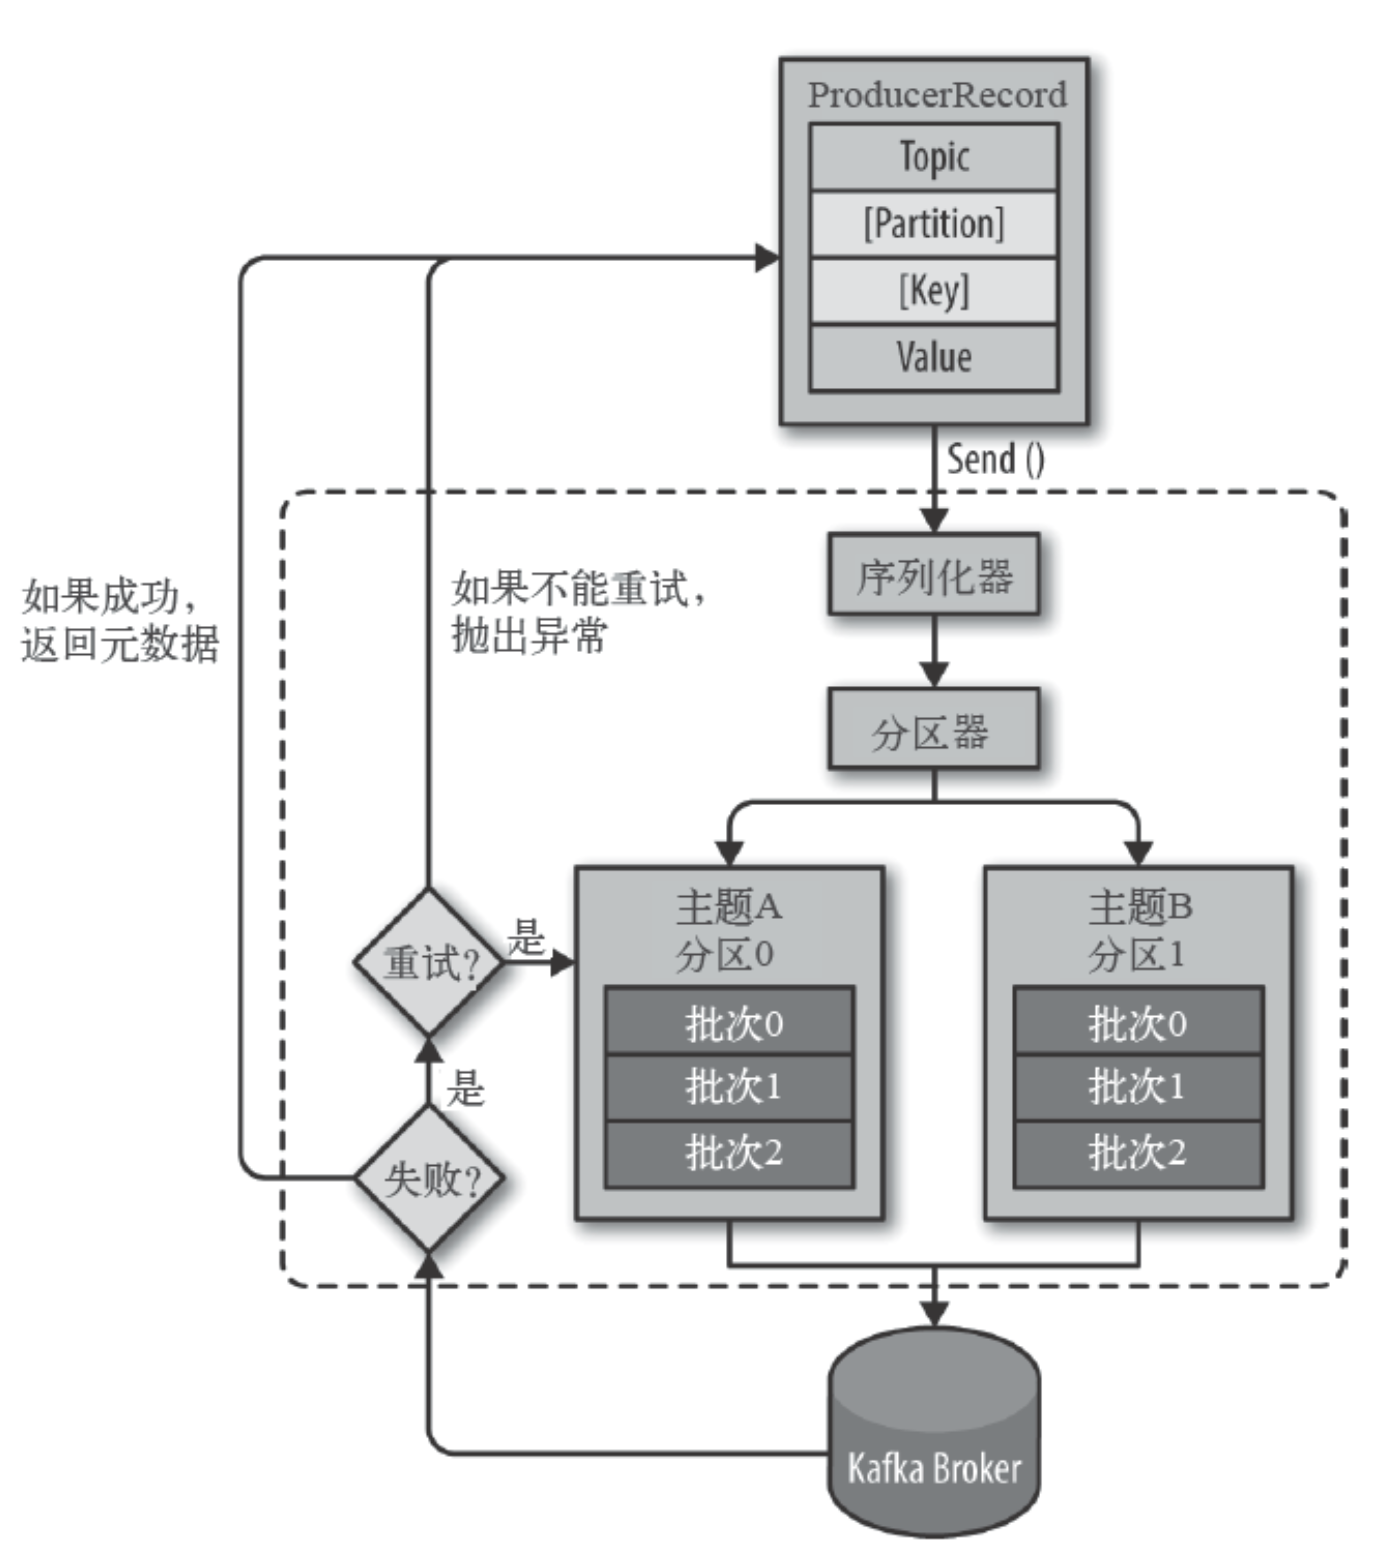 ProducerRecord
Topic
[Partition]
[Key]
Value
Send ()
序列化器
如果成功，
返回元数据
如果不能重试，
抛出异常
分区器
主题A
分区0
批次0
批次1
批次2
主题B
分区1
批次0
批次1
批次2
重试?
是
是
失败?
Kafka Broker